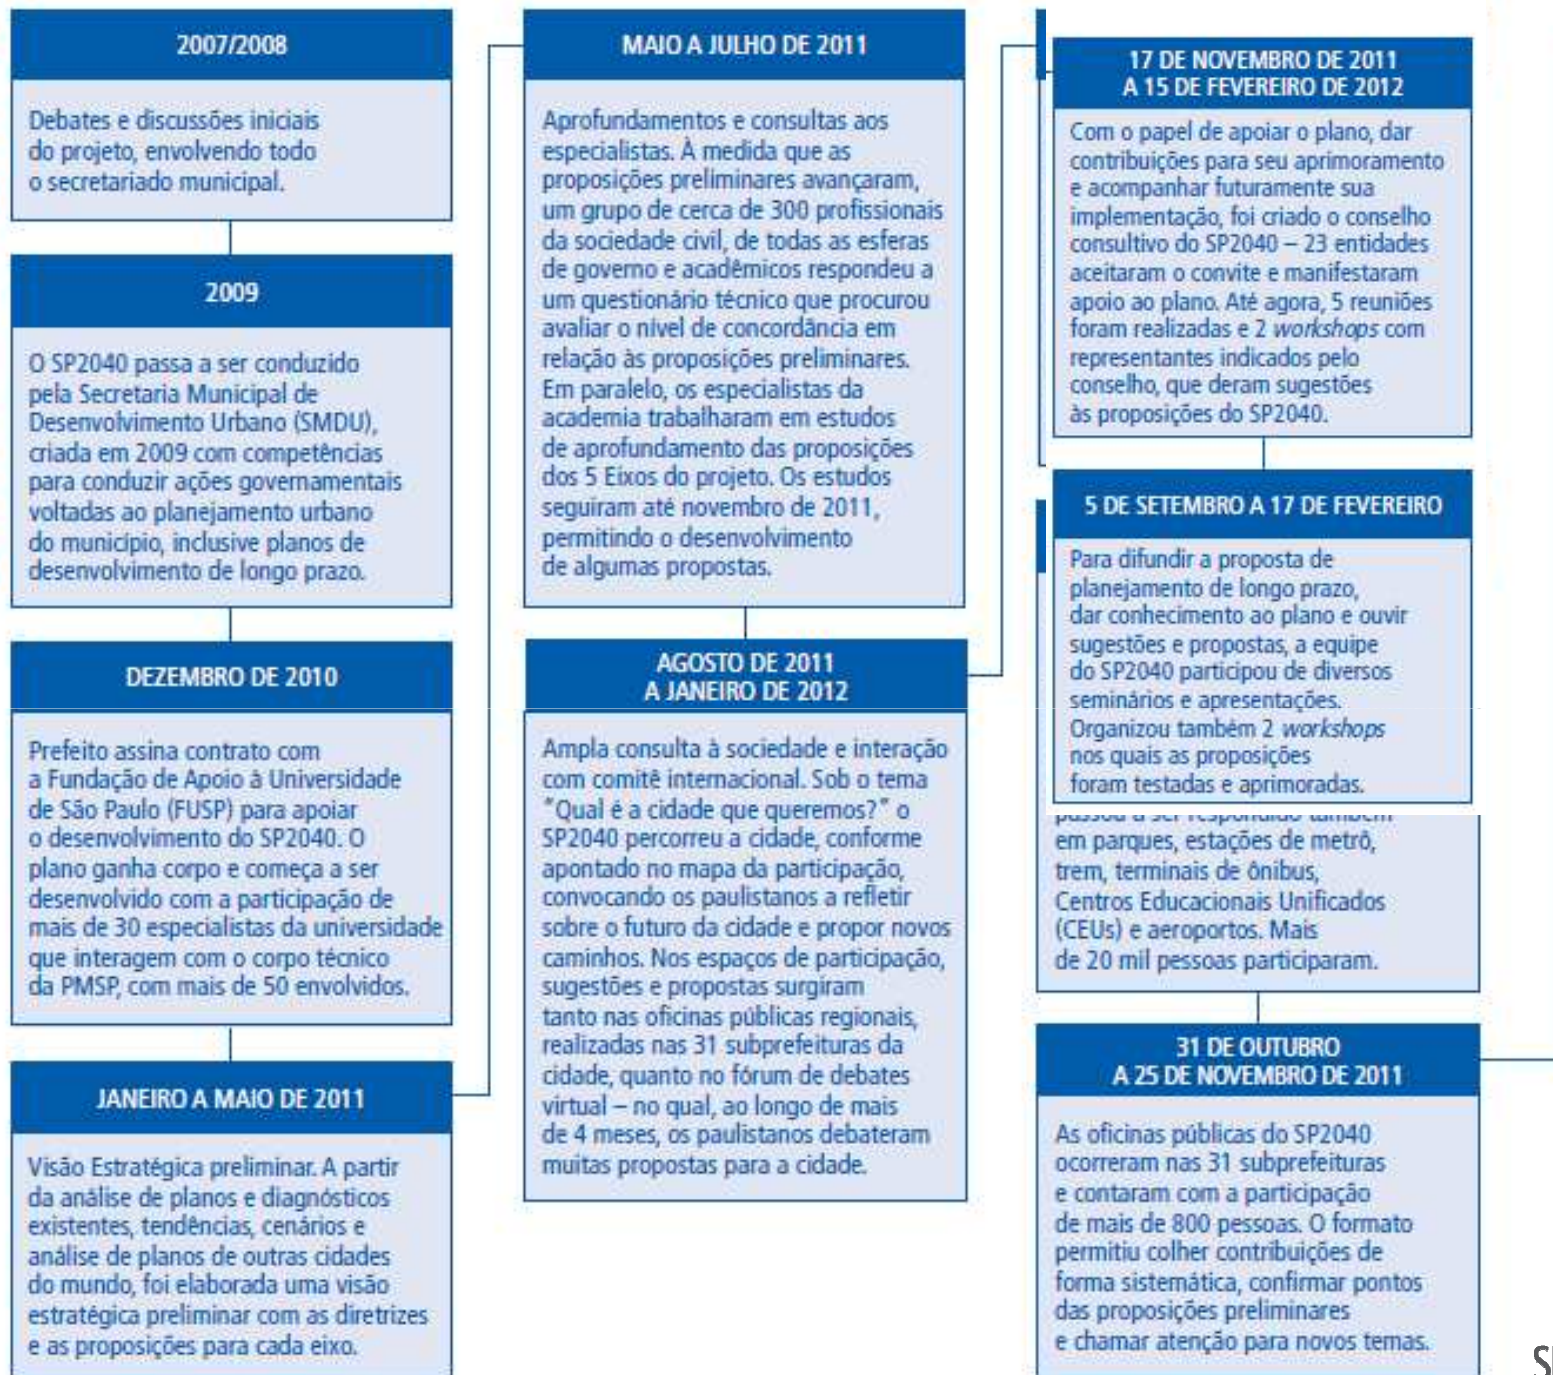 2007/2008
Debates e discussões iniciais
do projeto, envolvendo todo
o secretariado municipal.
2009
O SP2040 passa a ser conduzido
pela Secretaria Municipal de
Desenvolvimento Urbano (SMDU),
criada em 2009 com competências
para conduzir ações governamentais
voltadas ao planejamento urbano
do município, inclusive planos de
desenvolvimento de longo prazo.
DEZEMBRO DE 2010
Prefeito assina contrato com
a Fundação de Apoio à Universidade
de São Paulo (FUSP) para apoiar
o desenvolvimento do SP2040. O
plano ganha corpo e começa a ser
desenvolvido com a participação de
mais de 30 especialistas da universidade
que interagem com o corpo técnico
da PMSP, com mais de 50 envolvidos.
JANEIRO A MAIO DE 2011
Visão Estratégica preliminar. A partir
da análise de planos e diagnósticos
existentes, tendências, cenários e
análise de planos de outras cidades
do mundo, foi elaborada uma visão
estratégica preliminar com as diretrizes
e as proposições para cada eixo.
MAIO A JULHO DE 2011
Aprofundamentos e consultas aos
especialistas. À medida que as
proposições preliminares avançaram,
um grupo de cerca de 300 profissionais
da sociedade civil, de todas as esferas
de governo e acadêmicos respondeu a
um questionário técnico que procurou
avaliar o nível de concordância em
relação às proposições preliminares.
Em paralelo, os especialistas da
academia trabalharam em estudos
de aprofundamento das proposições
dos 5 Eixos do projeto. Os estudos
seguiram até novembro de 2011,
permitindo o desenvolvimento
de algumas propostas.
AGOSTO DE 2011
A JANEIRO DE 2012
Ampla consulta à sociedade e interação
com comitê internacional. Sob o tema
"Qual é a cidade que queremos?" o
SP2040 percorreu a cidade, conforme
apontado no mapa da participação,
convocando os paulistanos a refletir
sobre o futuro da cidade e propor novos
caminhos. Nos espaços de participação,
sugestões e propostas surgiram
tanto nas oficinas públicas regionais,
realizadas nas 31 subprefeituras da
cidade, quanto no fórum de debates
virtual – no qual, ao longo de mais
de 4 meses, os paulistanos debateram
muitas propostas para a cidade.
17 DE NOVEMBRO DE 2011
A 15 DE FEVEREIRO DE 2012
Com o papel de apoiar o plano, dar
contribuições para seu aprimoramento
e acompanhar futuramente sua
implementação, foi criado o conselho
consultivo do SP2040 – 23 entidades
aceitaram o convite e manifestaram
apoio ao plano. Até agora, 5 reuniões
foram realizadas e 2 workshops com
representantes indicados pelo
conselho, que deram sugestões
às proposições do SP2040.
5 DE SETEMBRO A 17 DE FEVEREIRO
Para difundir a proposta de
planejamento de longo prazo,
dar conhecimento ao plano e ouvir
sugestões e propostas, a equipe
do SP2040 participou de diversos
seminários e apresentações.
Organizou também 2 workshops
nos quais as proposições
foram testadas e aprimoradas.
passou a ser respondido também
em parques, estações de metrô,
trem, terminais de ônibus,
Centros Educacionais Unificados
(CEUs) e aeroportos. Mais
de 20 mil pessoas participaram.
31 DE OUTUBRO
A 25 DE NOVEMBRO DE 2011
As oficinas públicas do SP2040
ocorreram nas 31 subprefeituras
e contaram com a participação
de mais de 800 pessoas. O formato
permitiu colher contribuições de
forma sistemática, confirmar pontos
das proposições preliminares
e chamar atenção para novos temas.